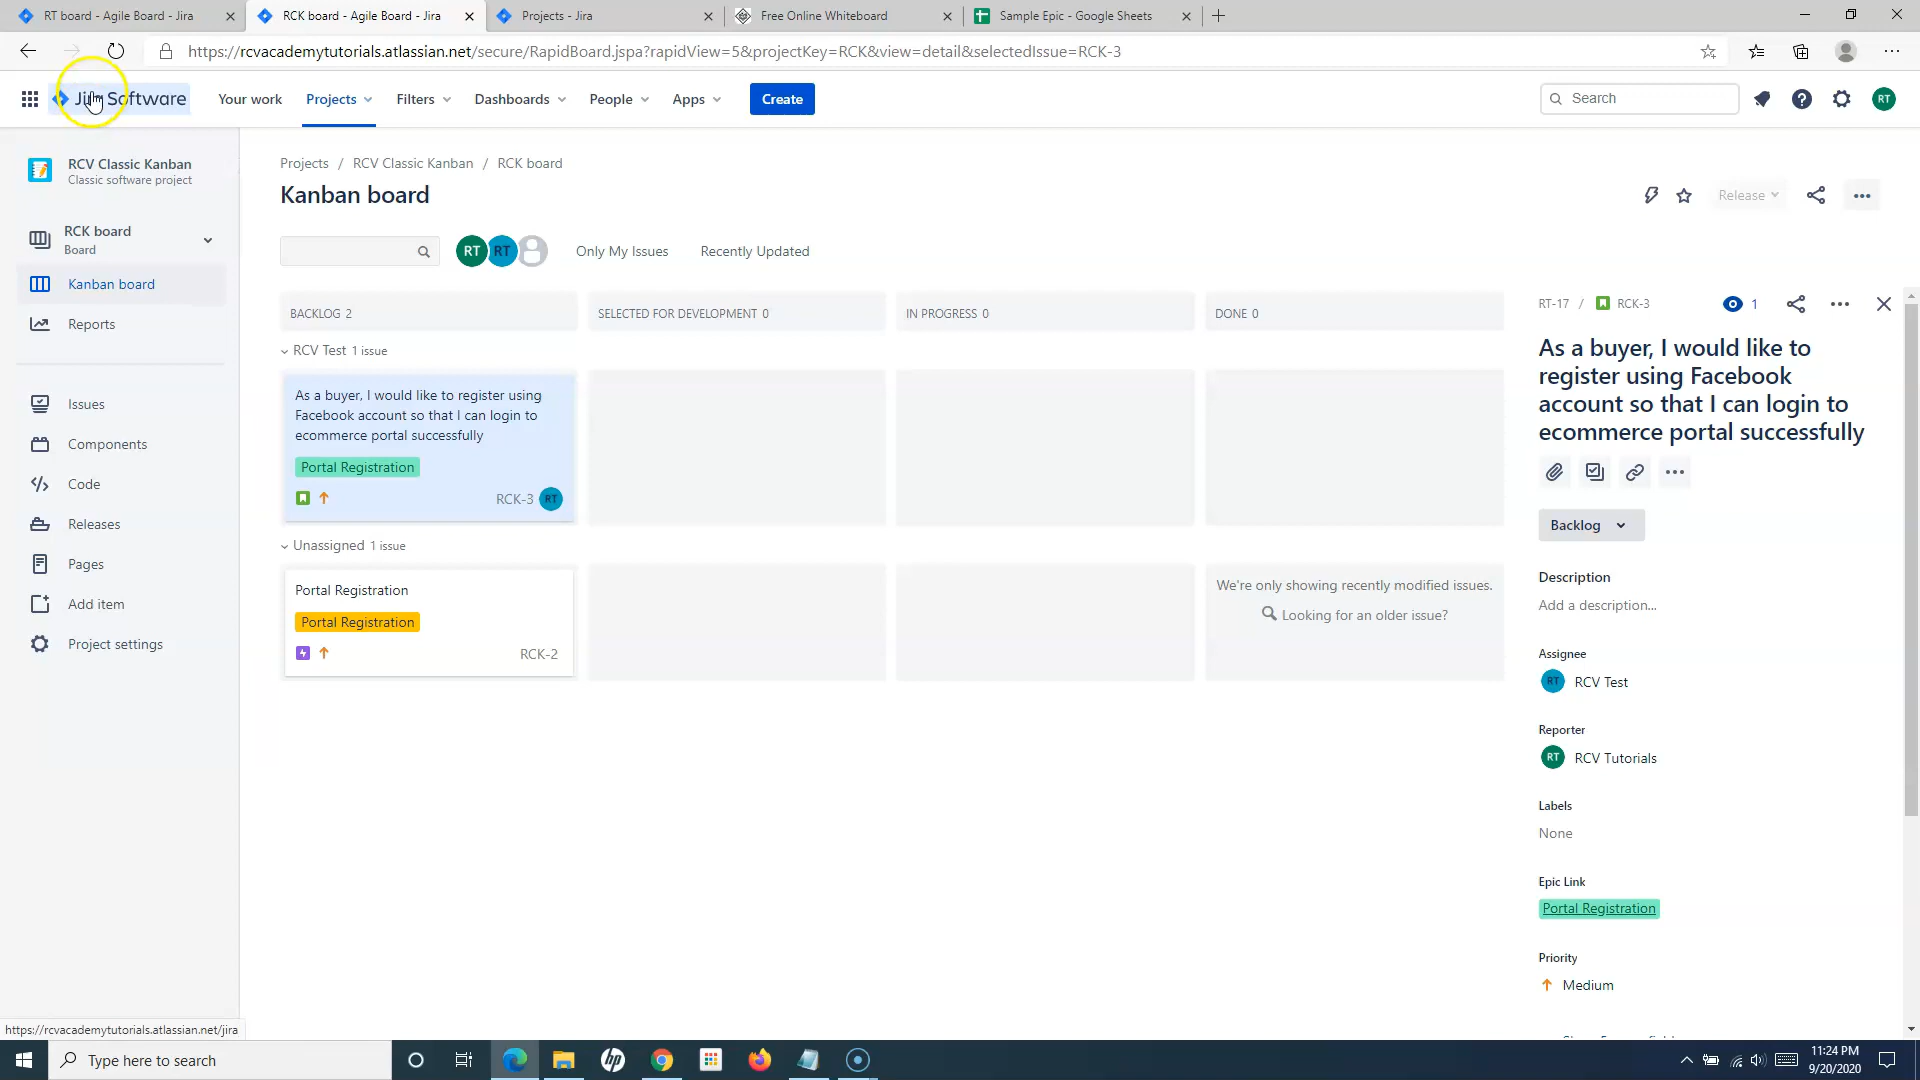 RT board - Agile Board - Jira
RCK board - Agile Board - Jira
Projects - Jira
Free Online Whiteboard
Sample Epic - Google Sheets
https://rcvacademytutorials.atlassian.net/secure/RapidBoard.jspa?rapidView=5&projectKey=RCK&view=detail&selectedIssue=RCK-3
Jira Software
Your work
Projects
Filters
Dashboards
People
Apps
Create
Search
RT
RCV Classic Kanban
Classic software project
RCK board
Board
Kanban board
Reports
Issues
Components
Code
Releases
Pages
Add item
Project settings
Projects / RCV Classic Kanban / RCK board
Kanban board
Release
RT
RT
Only My Issues
Recently Updated
BACKLOG 2
SELECTED FOR DEVELOPMENT 0
IN PROGRESS 0
DONE 0
RCV Test 1 issue
As a buyer, I would like to register using
Facebook account so that I can login to
ecommerce portal successfully
Portal Registration
RCK-3
RT
Unassigned 1 issue
Portal Registration
Portal Registration
RCK-2
We're only showing recently modified issues.
Looking for an older issue?
RT-17 / RCK-3
1
As a buyer, I would like to
register using Facebook
account so that I can login to
ecommerce portal successfully
Backlog
Description
Add a description...
Assignee
RT
RCV Test
Reporter
RT
RCV Tutorials
Labels
None
Epic Link
Portal Registration
Priority
Medium
https://rcvacademytutorials.atlassian.net/jira
Type here to search
hp
11:24 PM
9/20/2020